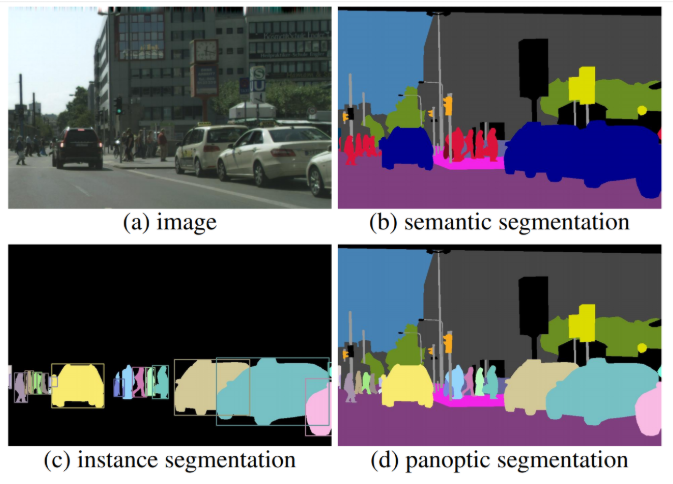 (a) image
(b) semantic segmentation
(c) instance segmentation
(d) panoptic segmentation